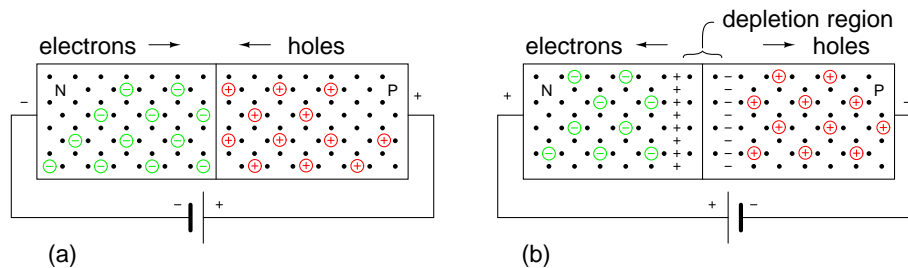 depletion region
electrons holes electrons holes
N P N P
− + + −
− + + −
(a) (b)